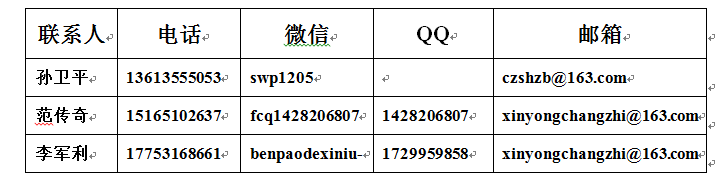 联系人 电话 微信 QQ 邮箱
孙卫平 13613555053 swp1205 czshzb@163.com
范传奇 15165102637 fcq1428206807 1428206807 xinyongchangzhi@163.com
李军利 17753168661 benpaodexiniu- 1729959858 xinyongchangzhi@163.com